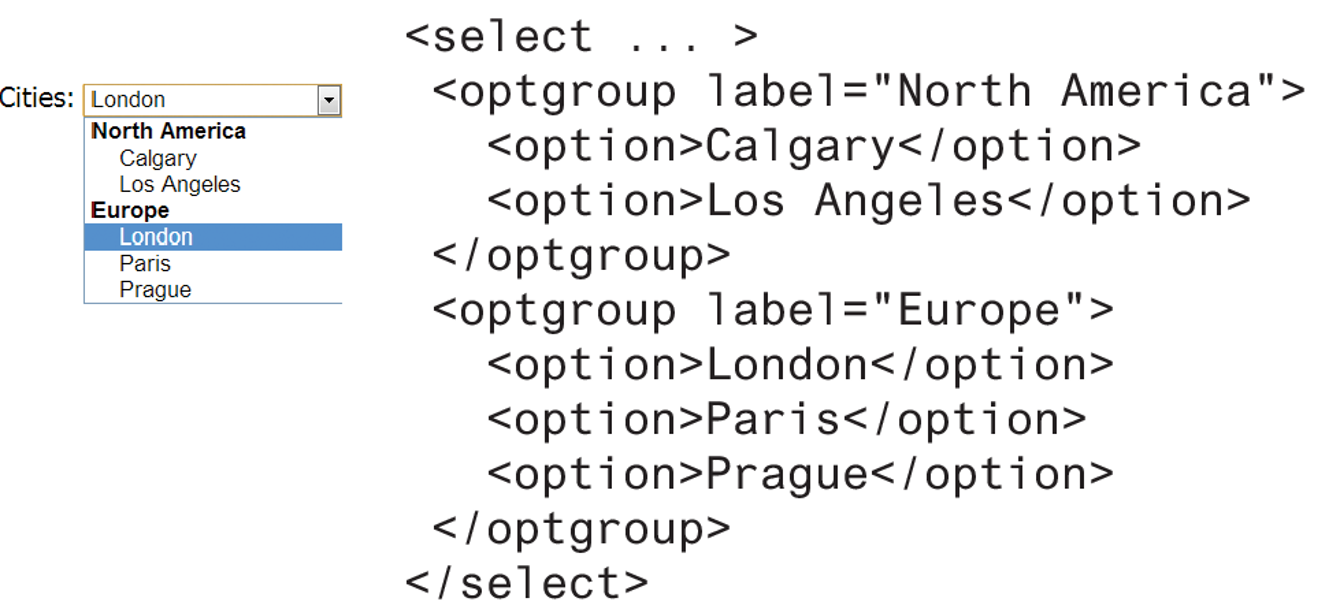 Cities: London
North America
Calgary
Los Angeles
Europe
London
Paris
Prague
<select ... >
<optgroup label="North America">
<option>Calgary</option>
<option>Los Angeles</option>
</optgroup>
<optgroup label="Europe">
<option>London</option>
<option>Paris</option>
<option>Prague</option>
</optgroup>
</select>